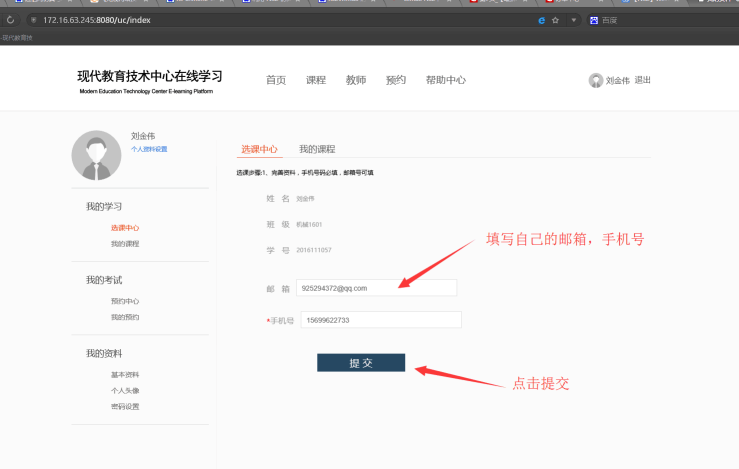 172.16.63.245:8080/uc/index
百度
-现代教育技
现代教育技术中心在线学习
Modern Education Technology Center E-learning Platform
首页 课程 教师 预约 帮助中心
刘金伟 退出
刘金伟
个人资料设置
我的学习
选课中心
我的课程
我的考试
预约中心
我的预约
我的资料
基本资料
个人头像
密码设置
选课中心 我的课程
选课步骤:1、完善资料，手机号码必填，邮箱号可填
姓 名 刘金伟
班 级 机械1601
学 号 2016111057
填写自己的邮箱，手机号
邮 箱 925294372@qq.com
*手机号 15699622733
提 交
点击提交